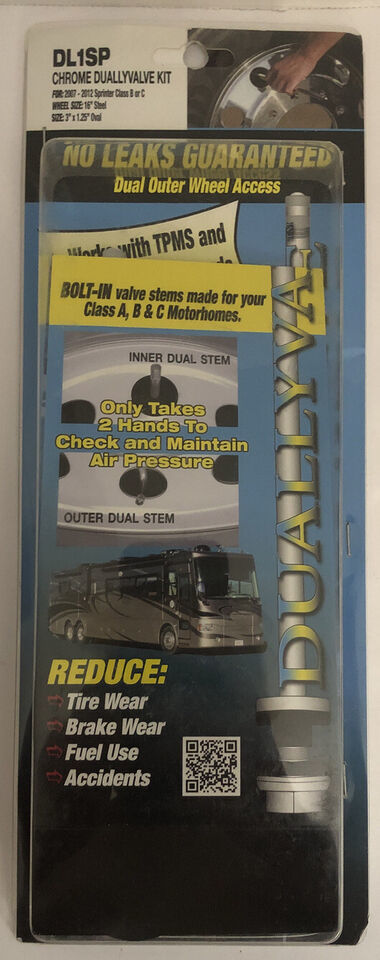 DL1SP
CHROME DUALLYVALVE KIT
FOR: 2007 - 2012 Sprinter Class B or C
WHEEL SIZE: 16" Steel
SIZE: 3" x 1.25" Oval
NO LEAKS GUARANTEED
Dual Outer Wheel Access
Works with TPMS and
BOLT-IN valve stems made for your
Class A, B & C Motorhomes.
INNER DUAL STEM
Only Takes
2 Hands To
Check and Maintain
Air Pressure
OUTER DUAL STEM
DUALLYVA
REDUCE:
Tire Wear
Brake Wear
Fuel Use
Accidents